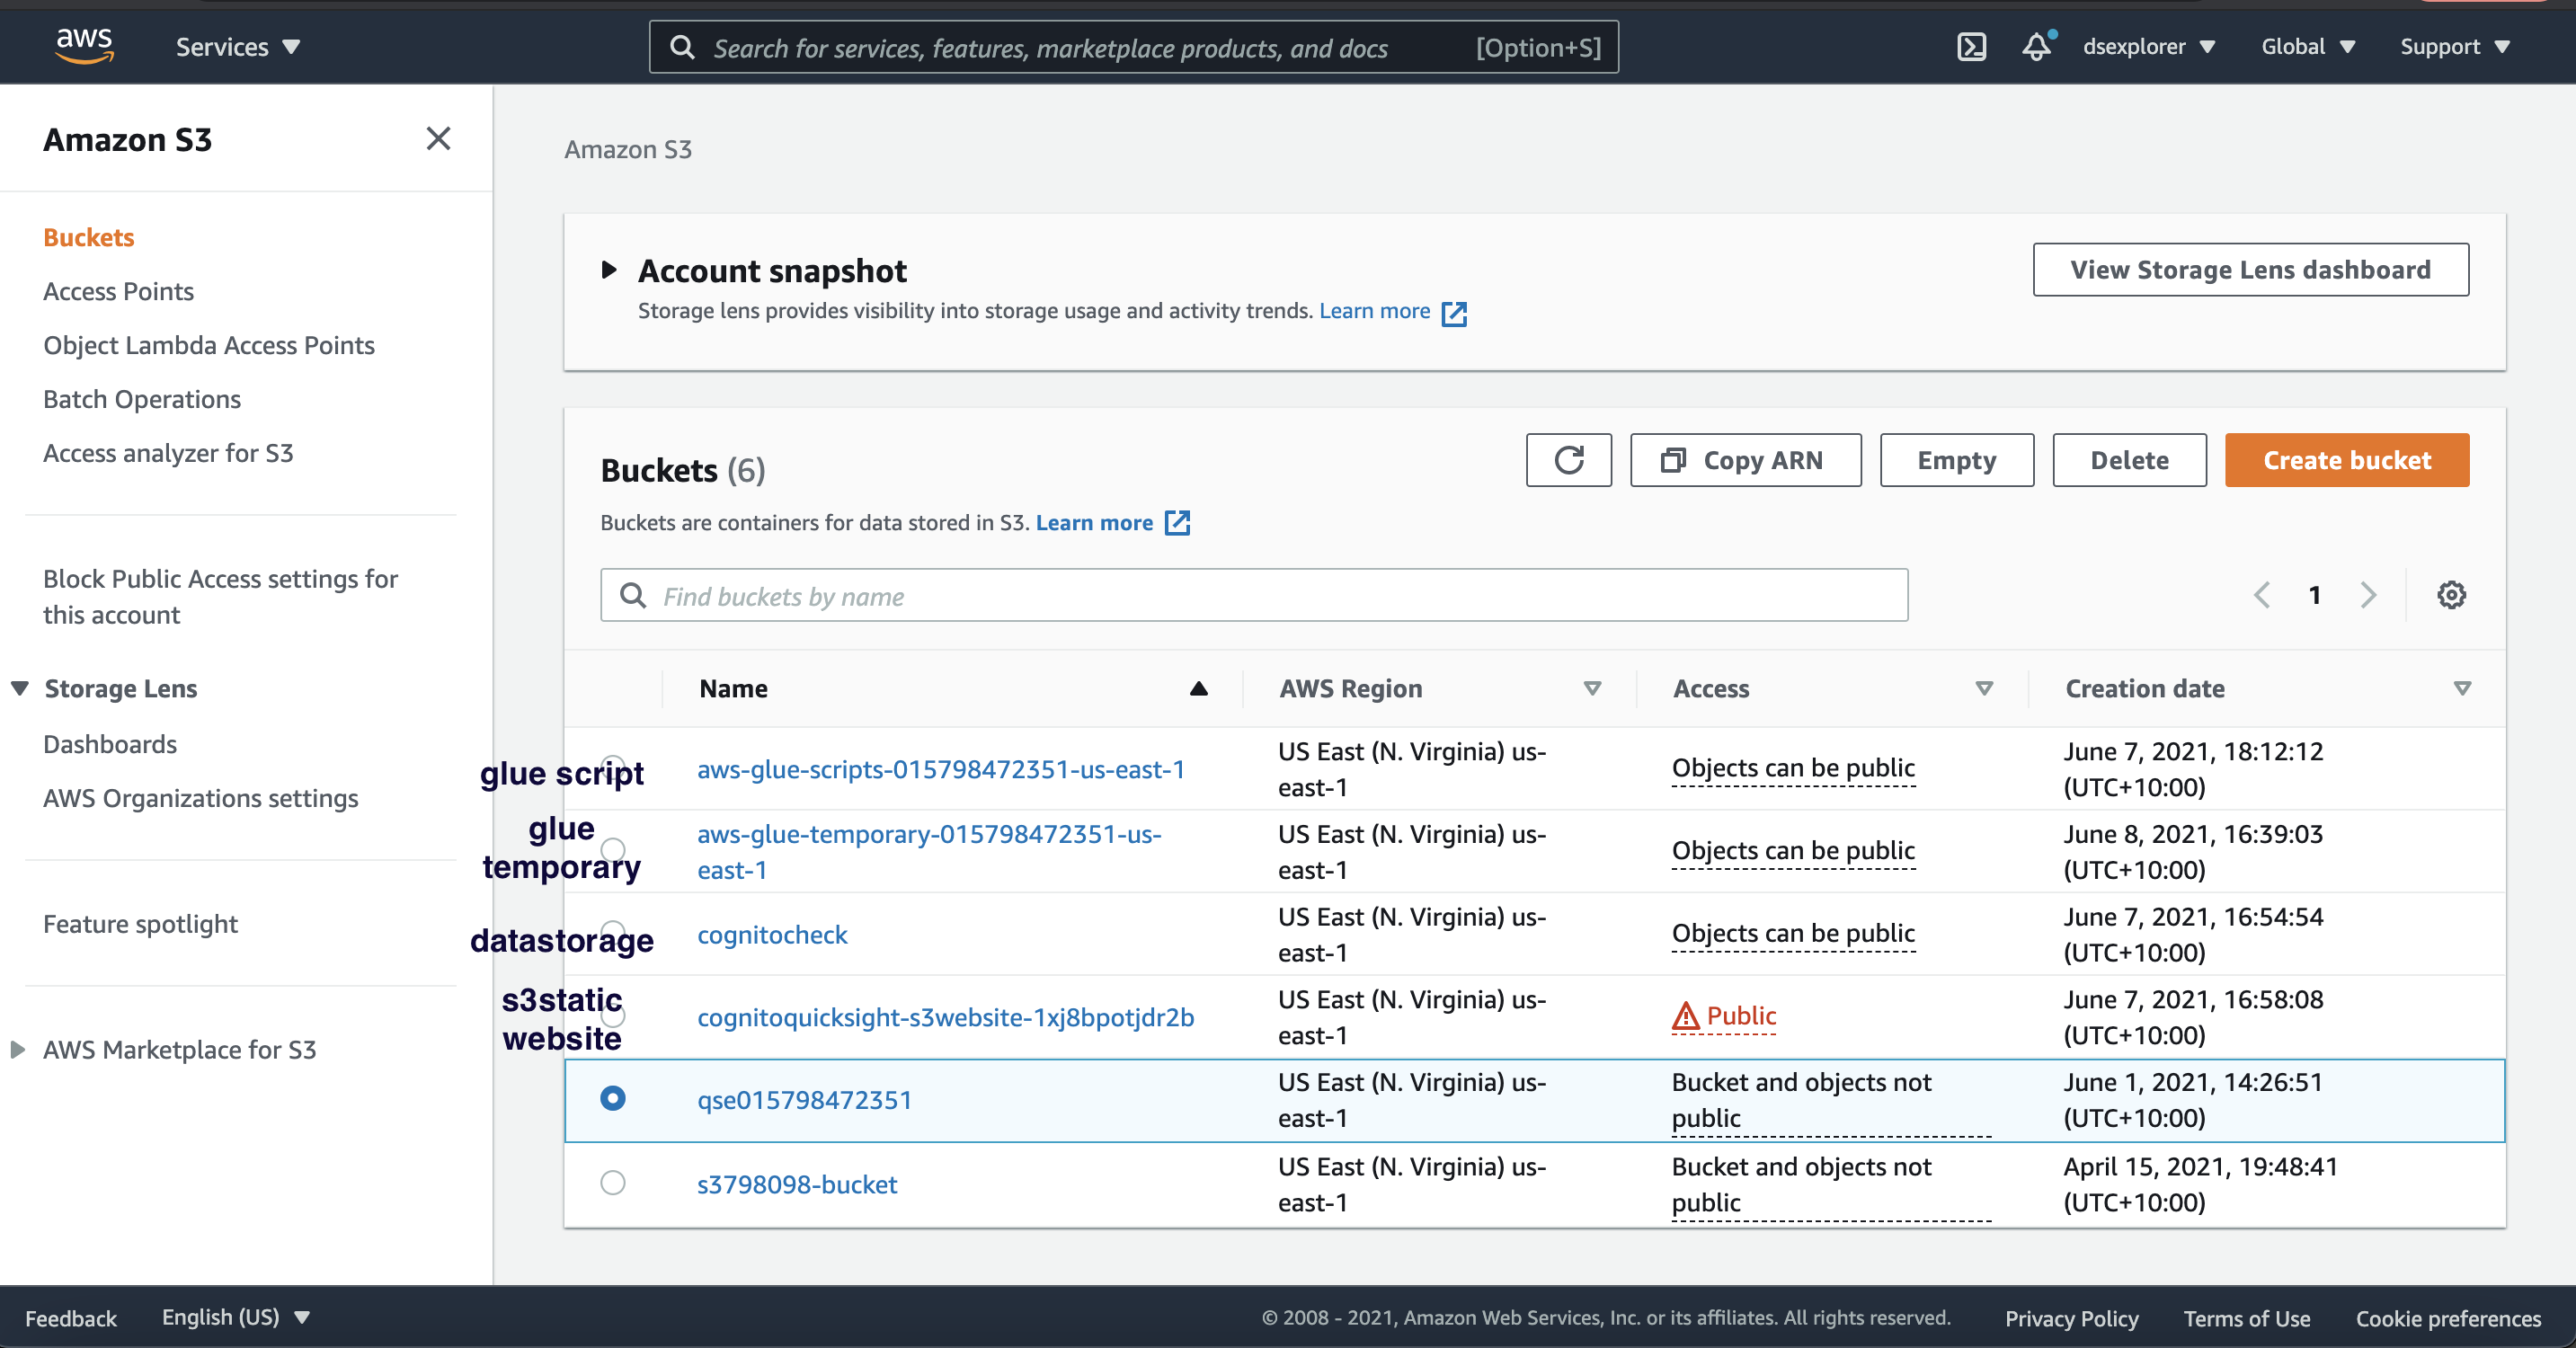 aws
Services
Search for services, features, marketplace products, and docs [Option+S]
dsexplorer
Global
Support
Amazon S3
Buckets
Access Points
Object Lambda Access Points
Batch Operations
Access analyzer for S3
Block Public Access settings for
this account
Storage Lens
Dashboards
AWS Organizations settings
Feature spotlight
AWS Marketplace for S3
Amazon S3
Account snapshot
Storage lens provides visibility into storage usage and activity trends. Learn more
View Storage Lens dashboard
Buckets (6)
Copy ARN
Empty
Delete
Create bucket
Buckets are containers for data stored in S3. Learn more
Find buckets by name
1
Name
AWS Region
Access
Creation date
glue script
aws-glue-scripts-015798472351-us-east-1
US East (N. Virginia) us-
east-1
Objects can be public
June 7, 2021, 18:12:12
(UTC+10:00)
glue
temporary
aws-glue-temporary-015798472351-us-
east-1
US East (N. Virginia) us-
east-1
Objects can be public
June 8, 2021, 16:39:03
(UTC+10:00)
datastorage
cognitocheck
US East (N. Virginia) us-
east-1
Objects can be public
June 7, 2021, 16:54:54
(UTC+10:00)
s3static
website
cognitoquicksight-s3website-1xj8bpotjdr2b
US East (N. Virginia) us-
east-1
Public
June 7, 2021, 16:58:08
(UTC+10:00)
qse015798472351
US East (N. Virginia) us-
east-1
Bucket and objects not
public
June 1, 2021, 14:26:51
(UTC+10:00)
s3798098-bucket
US East (N. Virginia) us-
east-1
Bucket and objects not
public
April 15, 2021, 19:48:41
(UTC+10:00)
Feedback
English (US)
© 2008 - 2021, Amazon Web Services, Inc. or its affiliates. All rights reserved.
Privacy Policy
Terms of Use
Cookie preferences